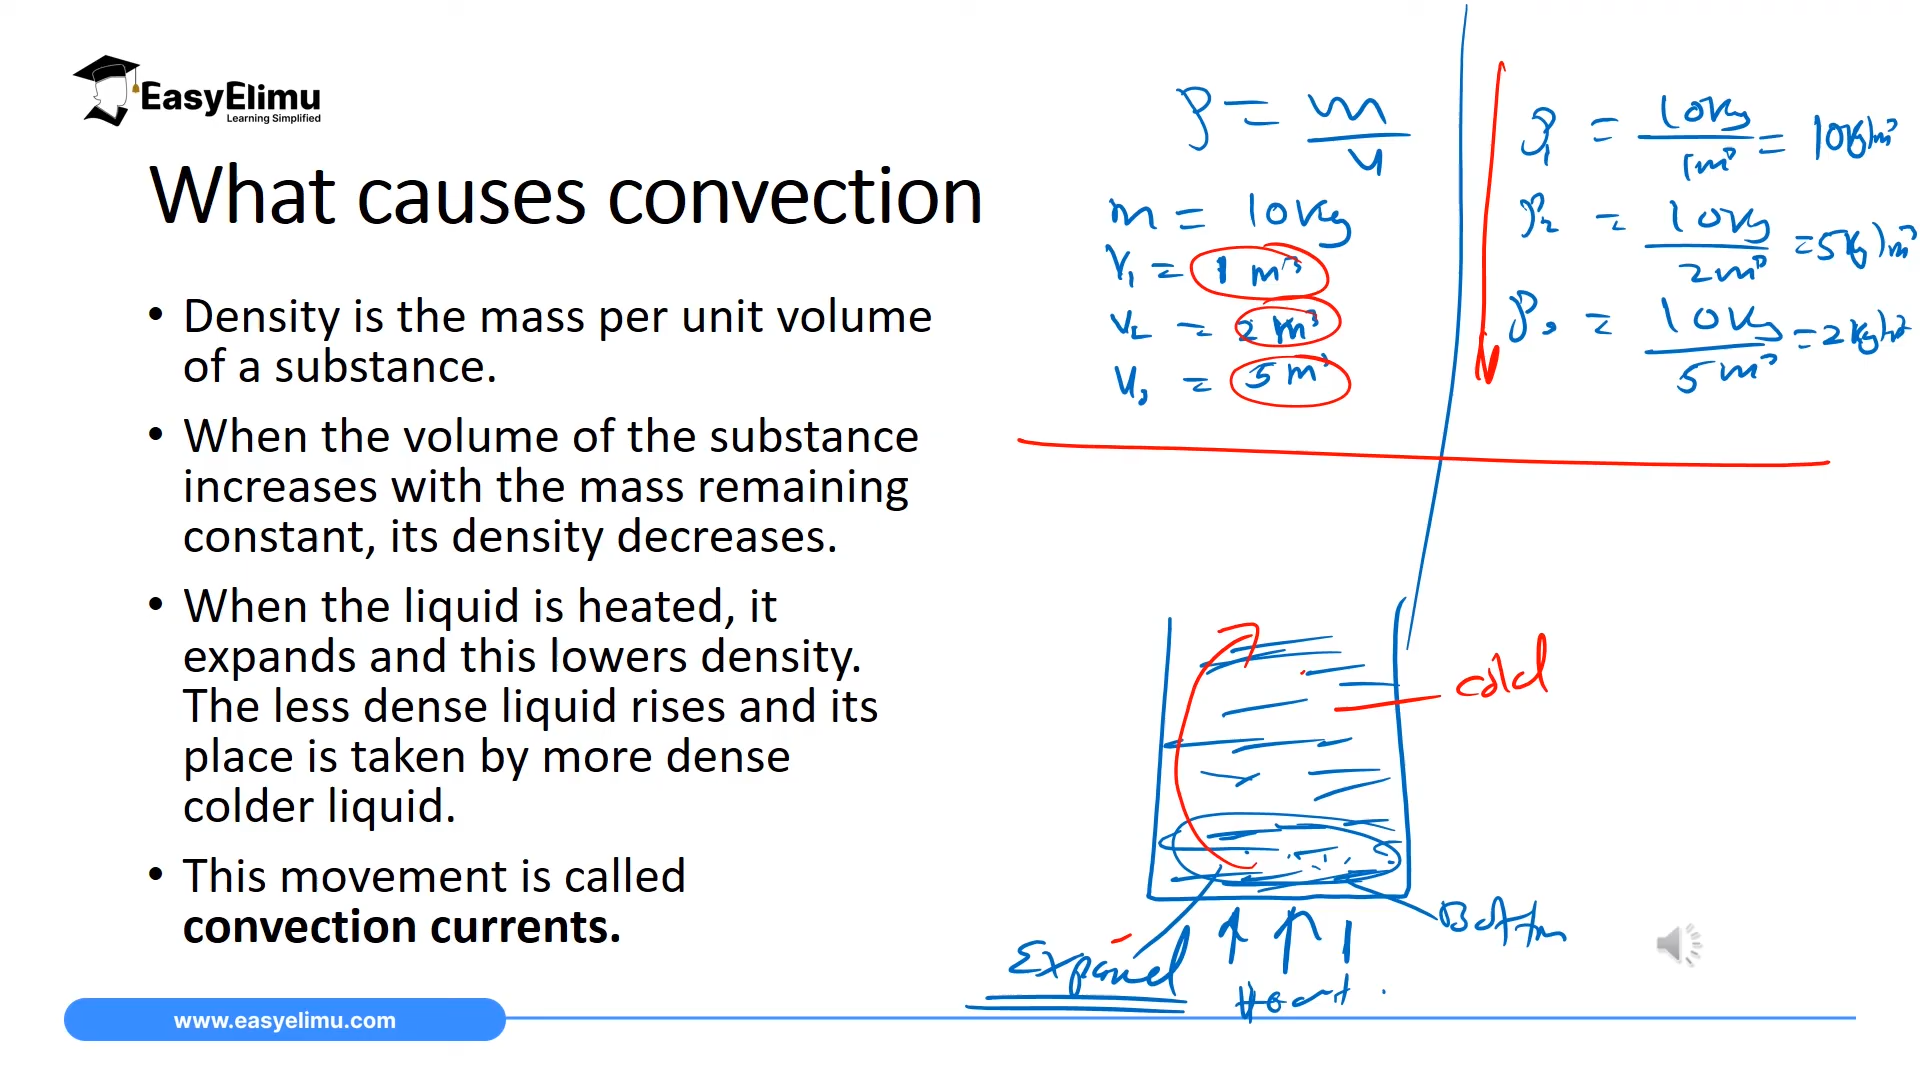 EasyElimu
Learning Simplified
What causes convection
• Density is the mass per unit volume
of a substance.
• When the volume of the substance
increases with the mass remaining
constant, its density decreases.
• When the liquid is heated, it
expands and this lowers density.
The less dense liquid rises and its
place is taken by more dense
colder liquid.
• This movement is called
convection currents.
www.easyelimu.com
ρ = m/v
m = 10kg
V₁ = 1 m³
V₂ = 2 m³
V₃ = 5 m³
ρ₁ = 10kg/1m³ = 10kg/m³
ρ₂ = 10kg/2m³ = 5kg/m³
ρ₃ = 10kg/5m³ = 2kg/m³
cold
Bottom
Expand
Heat